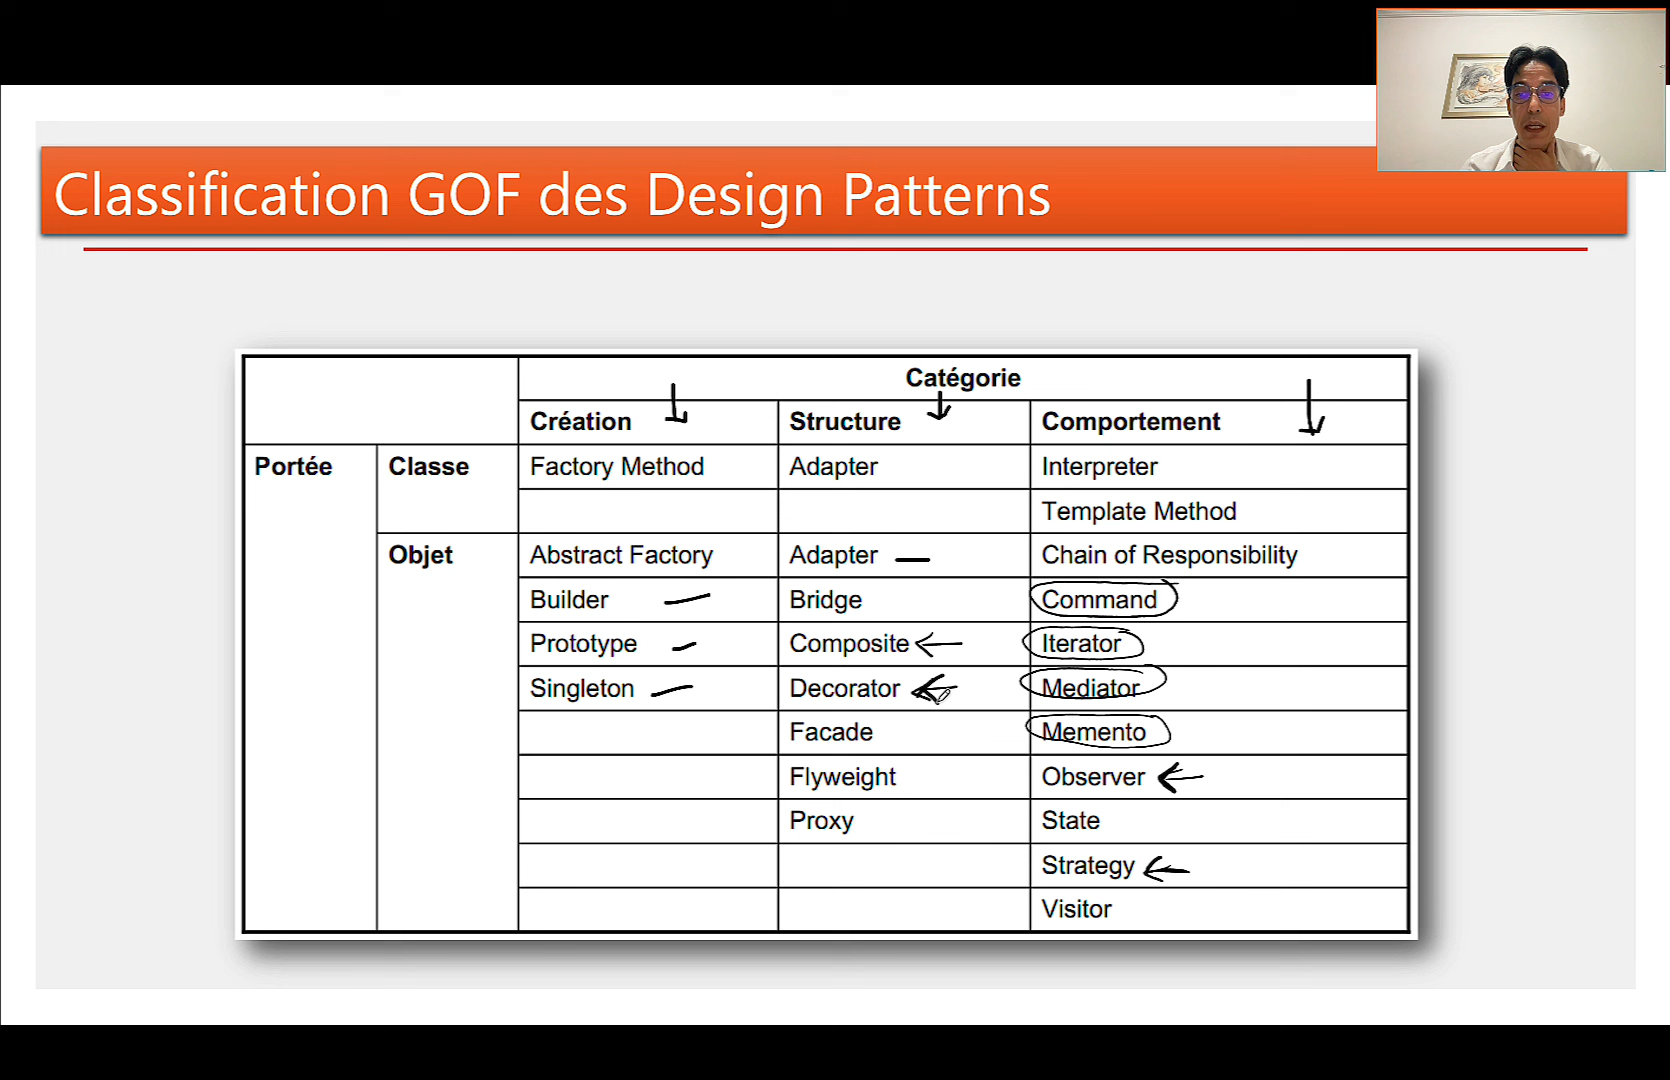 Classification GOF des Design Patterns
Catégorie
Création Structure Comportement
Portée Classe Factory Method Adapter Interpreter
Template Method
Objet Abstract Factory Adapter Chain of Responsibility
Builder Bridge Command
Prototype Composite Iterator
Singleton Decorator Mediator
Facade Memento
Flyweight Observer
Proxy State
Strategy
Visitor